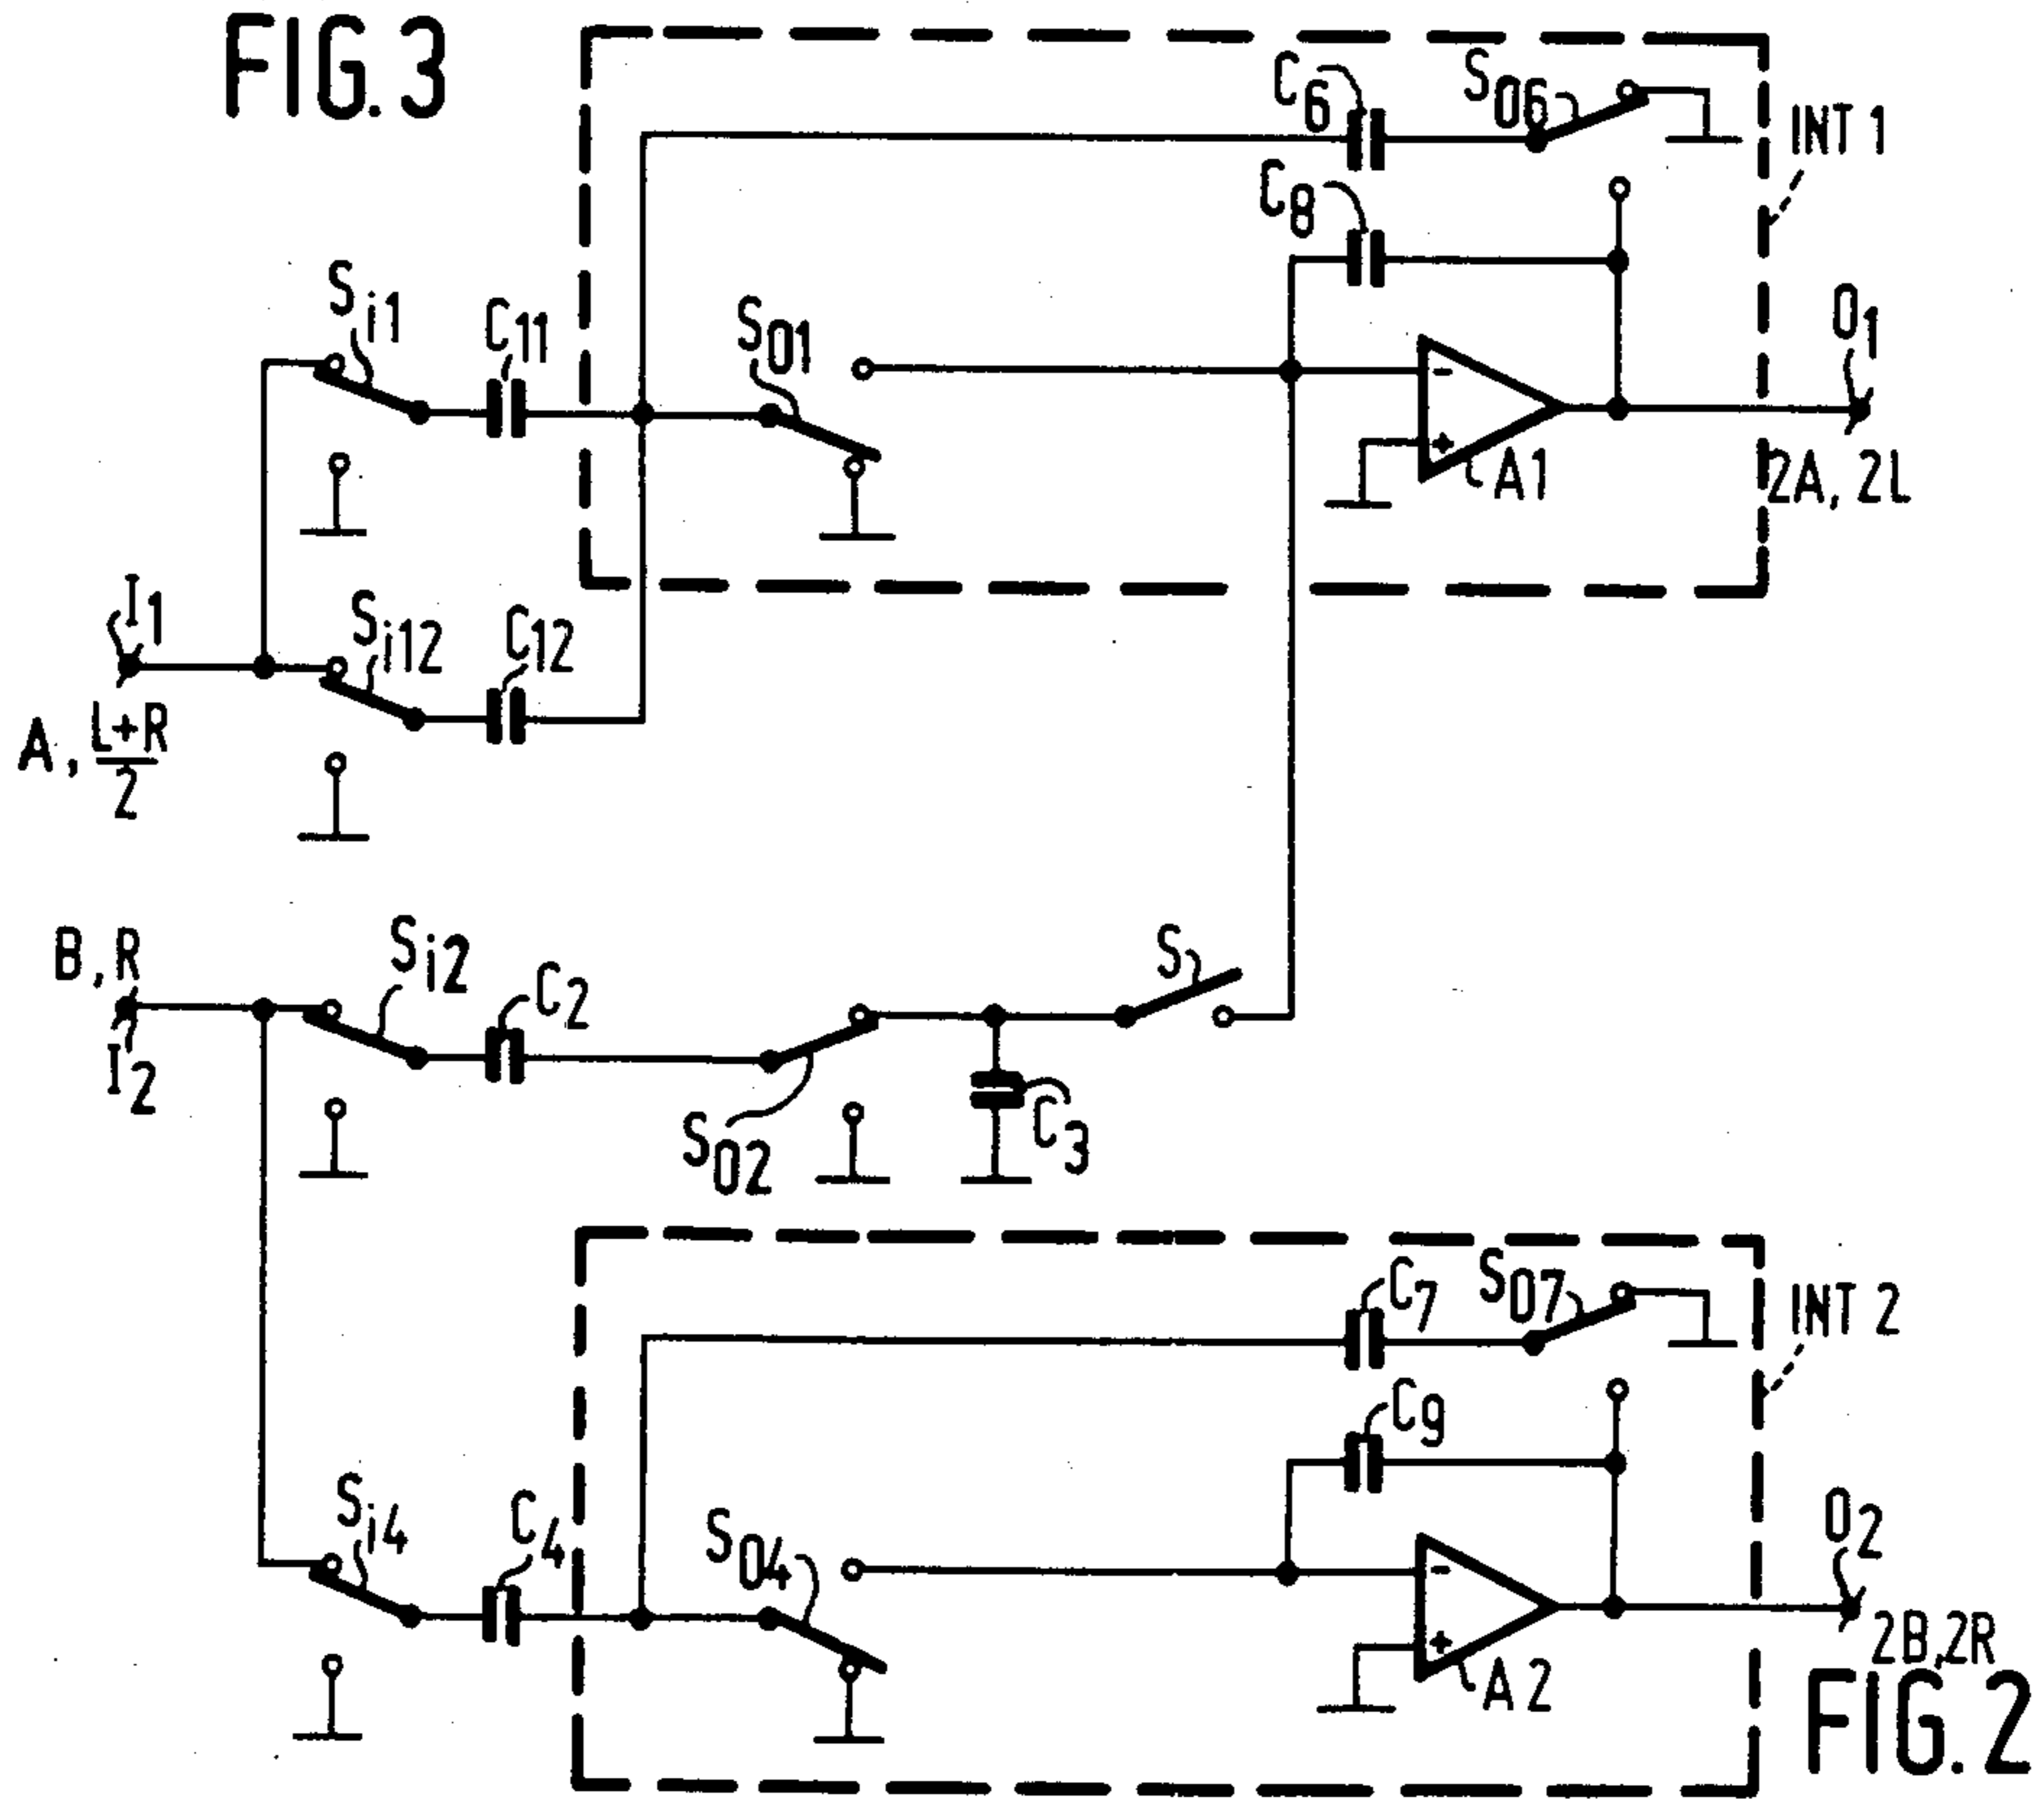 FIG.3
C6
S06
INT 1
C8
Si1
C11
S01
-
+
A1
O1
2A, 2L
I1
Si12
C12
A, L+R
2
B, R
I2
Si2
C2
S
S02
C3
C7
S07
INT 2
C9
Si4
C4
S04
-
+
A2
O2
2B,2R
FIG.2